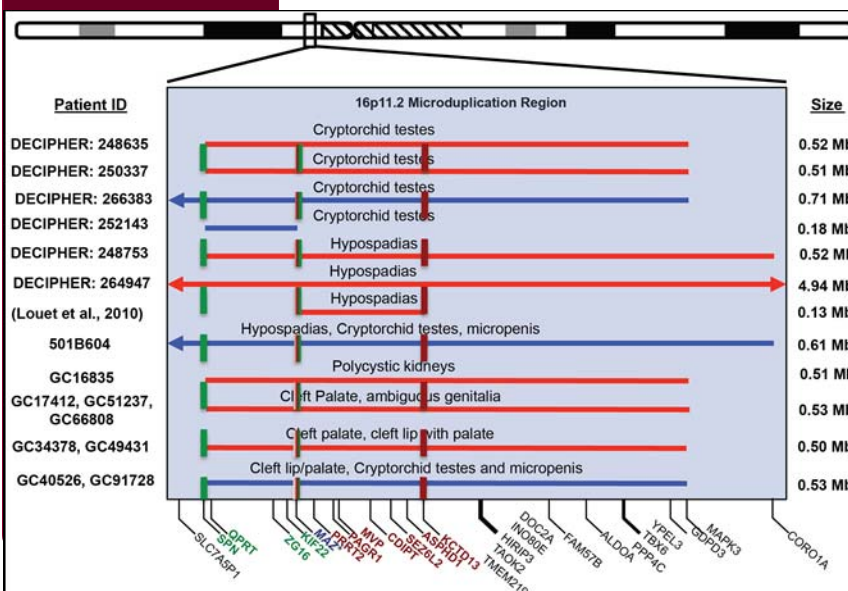 Patient ID
16p11.2 Microduplication Region
Size
Cryptorchid testes
DECIPHER: 248635
0.52 Mb
Cryptorchid testes
DECIPHER: 250337
0.51 Mb
Cryptorchid testes
DECIPHER: 266383
0.71 Mb
Cryptorchid testes
DECIPHER: 252143
0.18 Mb
Hypospadias
DECIPHER: 248753
0.52 Mb
Hypospadias
DECIPHER: 264947
4.94 Mb
Hypospadias
(Louet et al., 2010)
0.13 Mb
Hypospadias, Cryptorchid testes, micropenis
501B604
0.61 Mb
Polycystic kidneys
GC16835
0.51 Mb
Cleft Palate, ambiguous genitalia
GC17412, GC51237,
GC66808
0.53 Mb
Cleft palate, cleft lip with palate
GC34378, GC49431
0.50 Mb
Cleft lip/palate, Cryptorchid testes and micropenis
GC40526, GC91728
0.53 Mb
SLC7A5P1
SPN
QPRT
ZG16
KIF22
MAZ
PRRT2
PAGR1
MVP
CDIPT
SEZ6L2
ASPHD1
KCTD13
DOC2A
INO80E
HIRIP3
TAOK2
TMEM219
FAM57B
ALDOA
PPP4C
TBX6
YPEL3
GDPD3
MAPK3
CORO1A